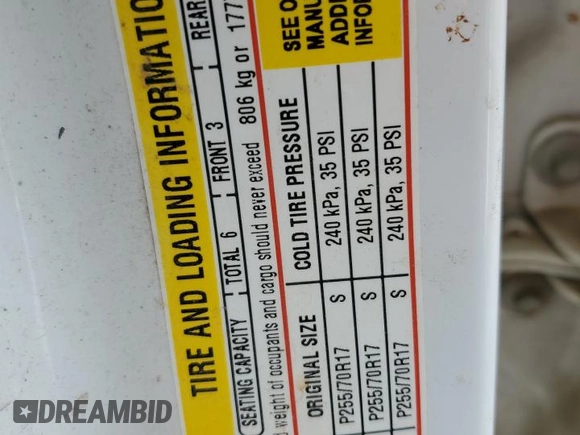 TIRE AND LOADING INFORMATION
SEATING CAPACITY TOTAL 6 FRONT 3 REAR
weight of occupants and cargo should never exceed 806 kg or 177
ORIGINAL SIZE COLD TIRE PRESSURE
P255/70R17 S 240 kPa, 35 PSI
P255/70R17 S 240 kPa, 35 PSI
P255/70R17 S 240 kPa, 35 PSI
SEE O
MANU
ADDI
INFOR
DREAMBID